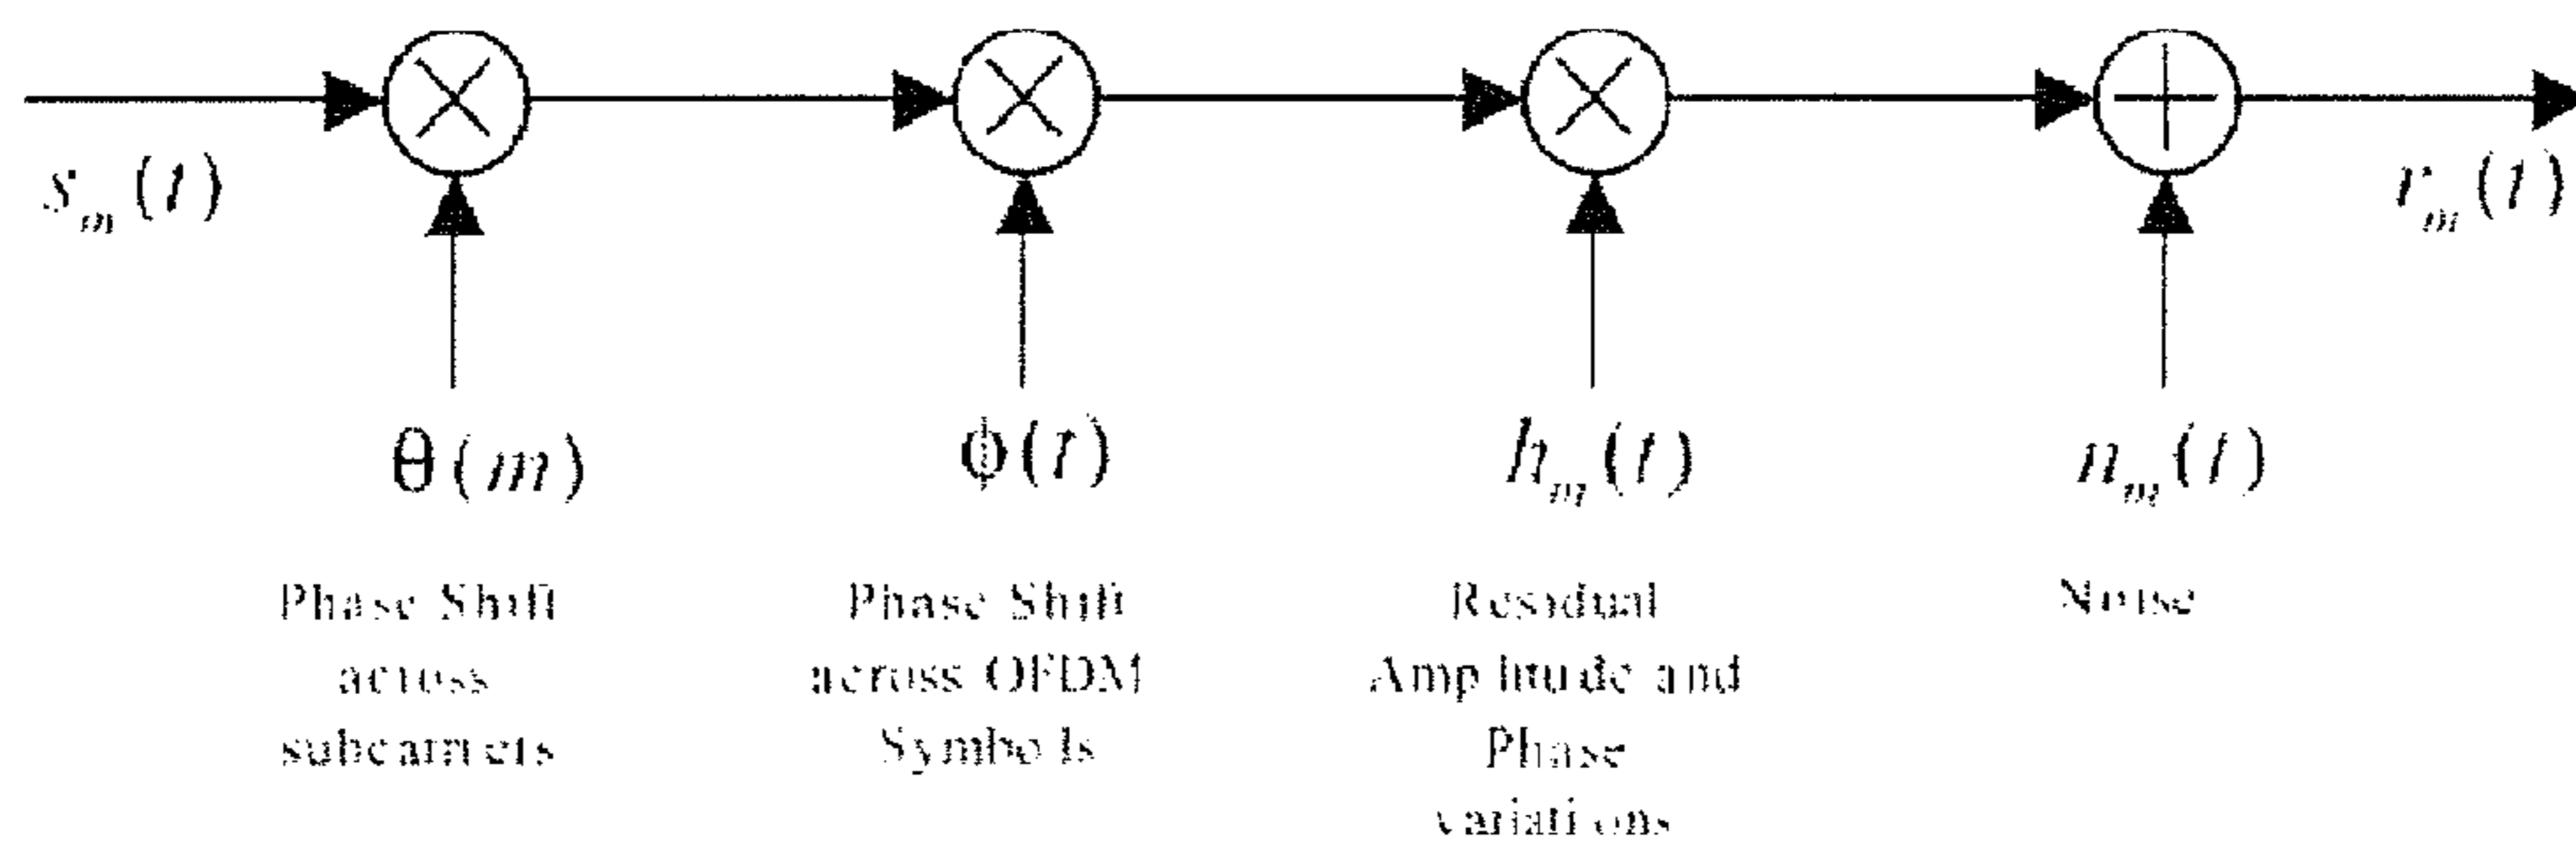 s_m(t)
r_m(t)
θ(m)
ϕ(t)
h_m(t)
n_m(t)
Phase Shift
across
subcarriers
Phase Shift
across OFDM
Symbols
Residual
Amplitude and
Phase
variations
Noise